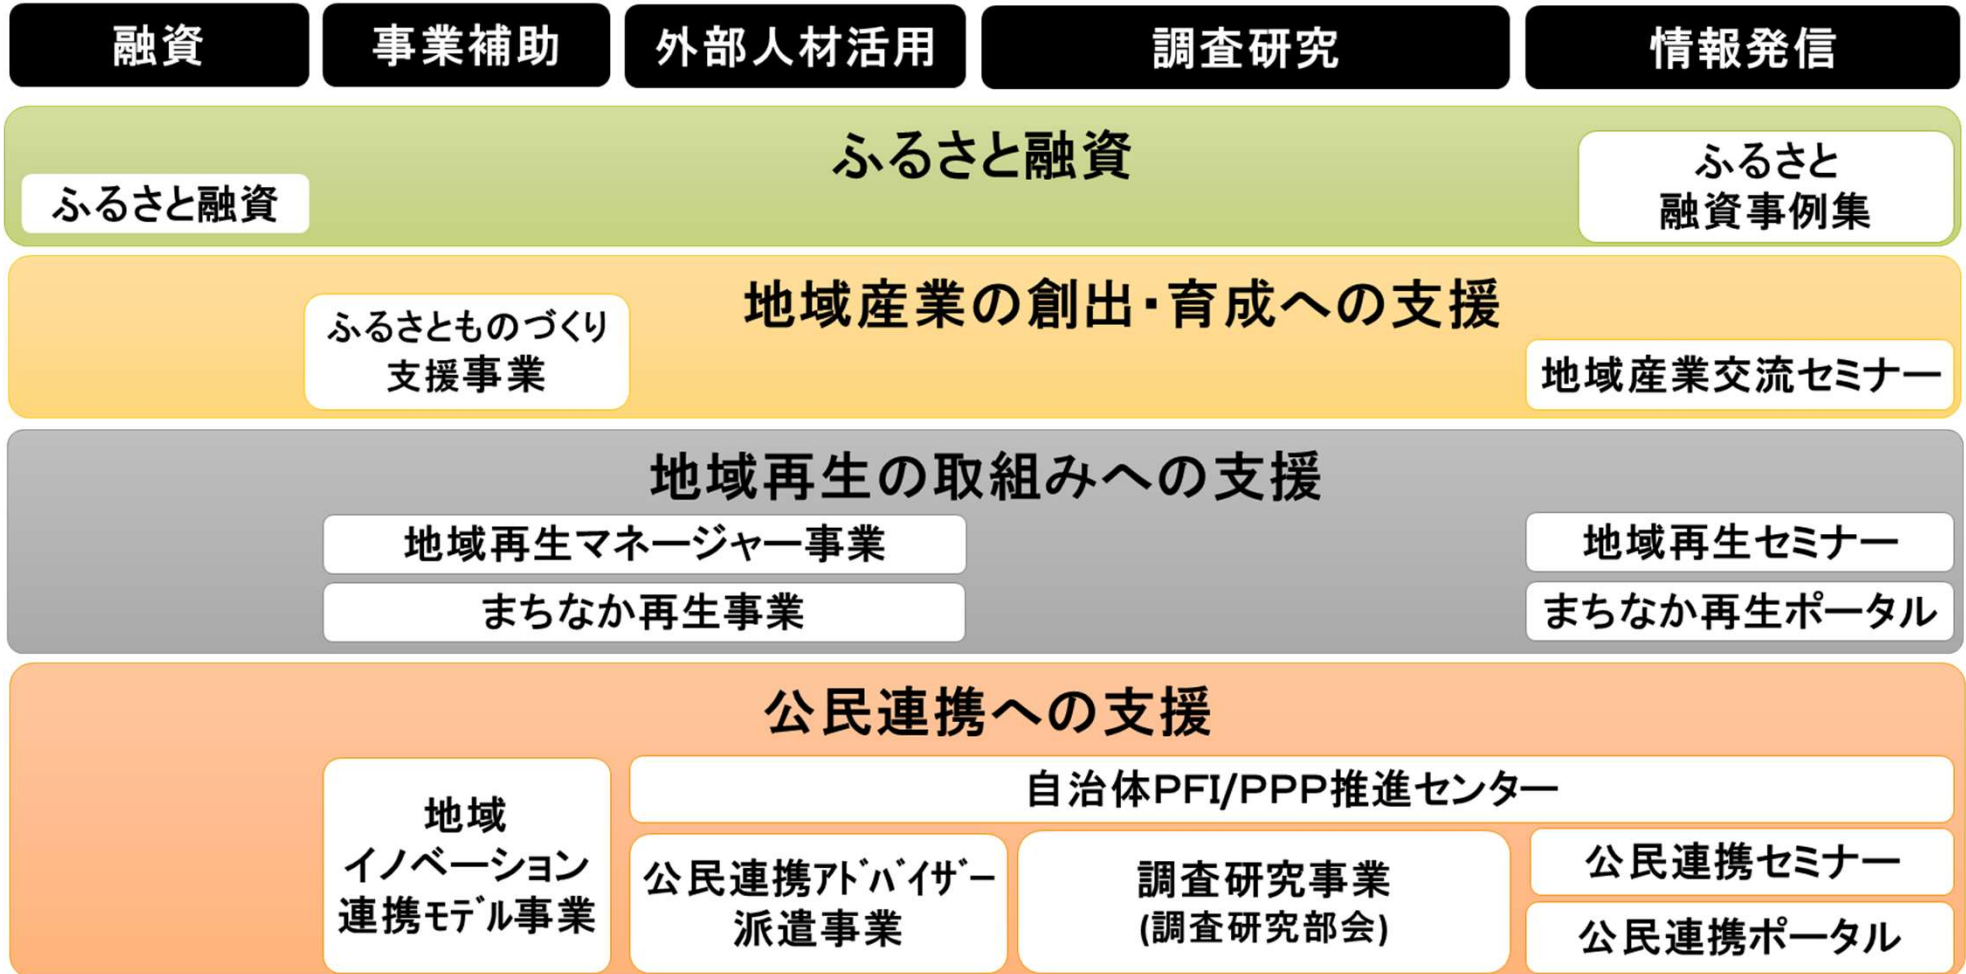 融資
事業補助
外部人材活用
調査研究
情報発信
ふるさと融資
ふるさと融資
ふるさと
融資事例集
地域産業の創出・育成への支援
ふるさとものづくり
支援事業
地域産業交流セミナー
地域再生の取組みへの支援
地域再生マネージャー事業
地域再生セミナー
まちなか再生事業
まちなか再生ポータル
公民連携への支援
地域
イノベーション
連携ﾓﾃﾞﾙ事業
自治体PFI/PPP推進センター
公民連携ｱﾄﾞﾊﾞｲｻﾞｰ
派遣事業
調査研究事業
(調査研究部会)
公民連携セミナー
公民連携ポータル